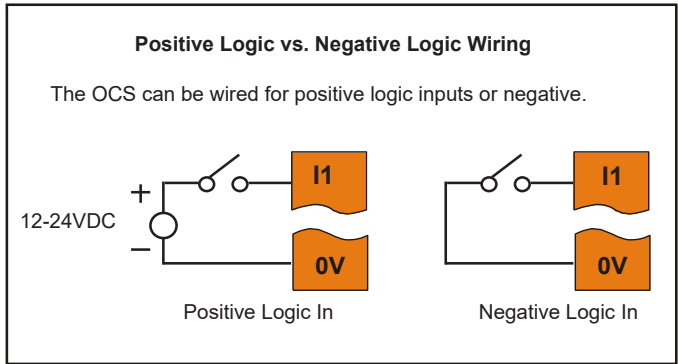 Positive Logic vs. Negative Logic Wiring
The OCS can be wired for positive logic inputs or negative.
I1
+
12-24VDC
–
0V
Positive Logic In
I1
0V
Negative Logic In